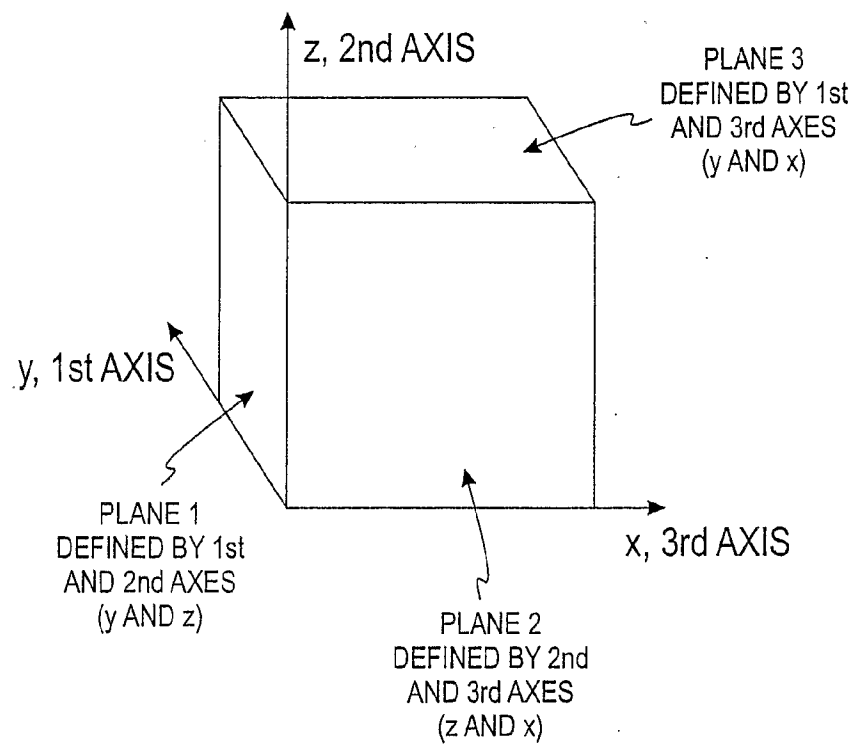 z, 2nd AXIS
PLANE 3
DEFINED BY 1st
AND 3rd AXES
(y AND x)
y, 1st AXIS
PLANE 1
DEFINED BY 1st
AND 2nd AXES
(y AND z)
x, 3rd AXIS
PLANE 2
DEFINED BY 2nd
AND 3rd AXES
(z AND x)